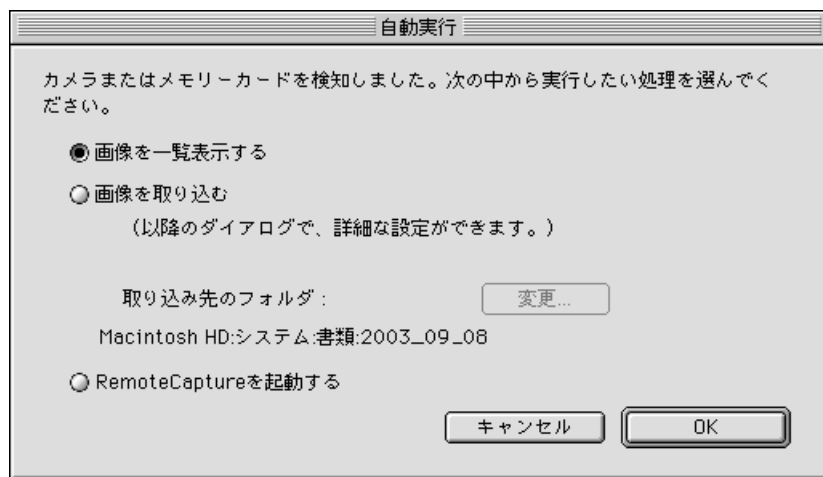 自動実行
カメラまたはメモリーカードを検知しました。次の中から実行したい処理を選んでく
ださい。
画像を一覧表示する
画像を取り込む
（以降のダイアログで、詳細な設定ができます。）
取り込み先のフォルダ： 変更...
Macintosh HD:システム:書類:2003_09_08
RemoteCaptureを起動する
キャンセル OK